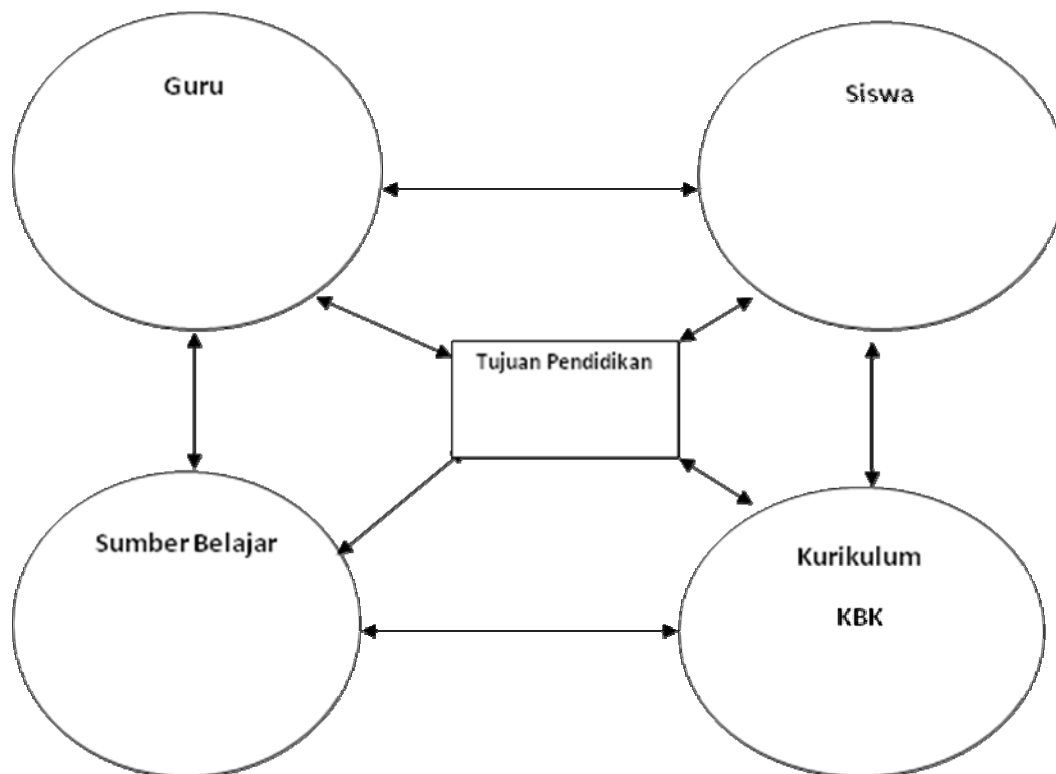 Guru
Siswa
Tujuan Pendidikan
Sumber Belajar
Kurikulum
KBK